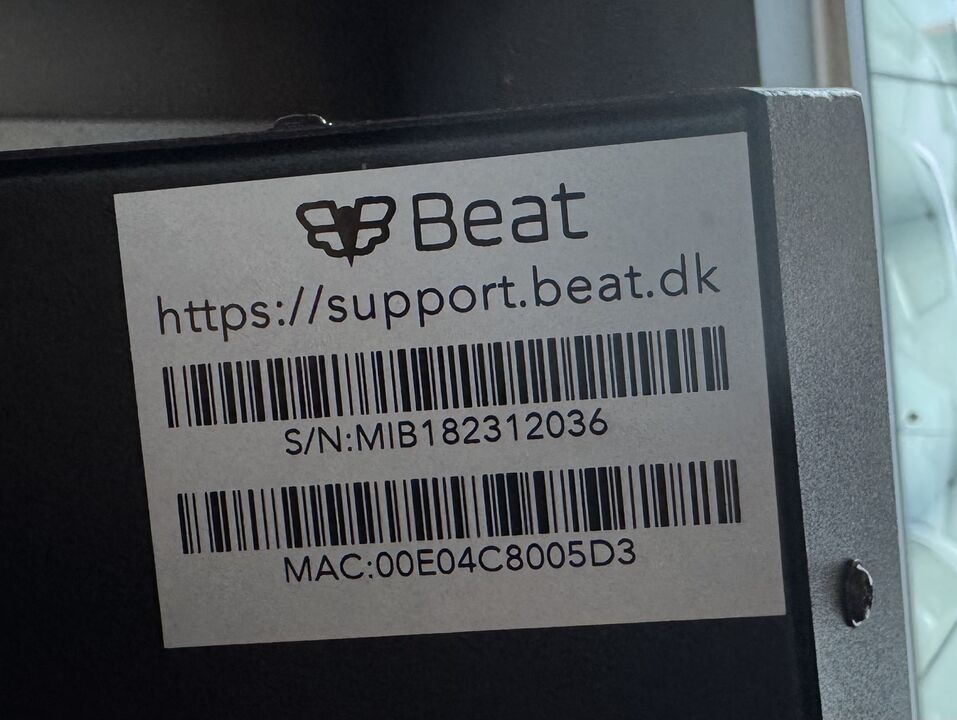 Beat
https://support.beat.dk
S/N:MIB182312036
MAC:00E04C8005D3